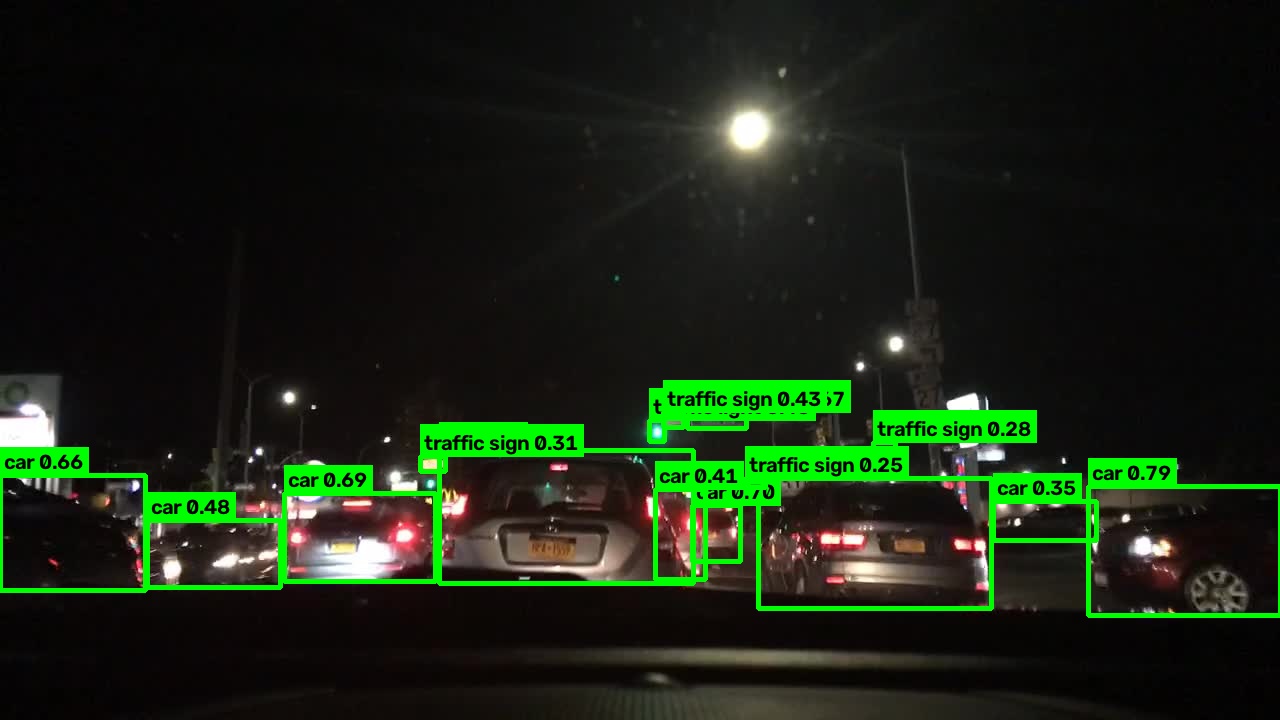 traffic sign 0.43
traffic sign 0.28
traffic sign 0.31
traffic sign 0.25
car 0.66
car 0.69
car 0.41
car 0.79
car 0.48
car 0.70
car 0.35